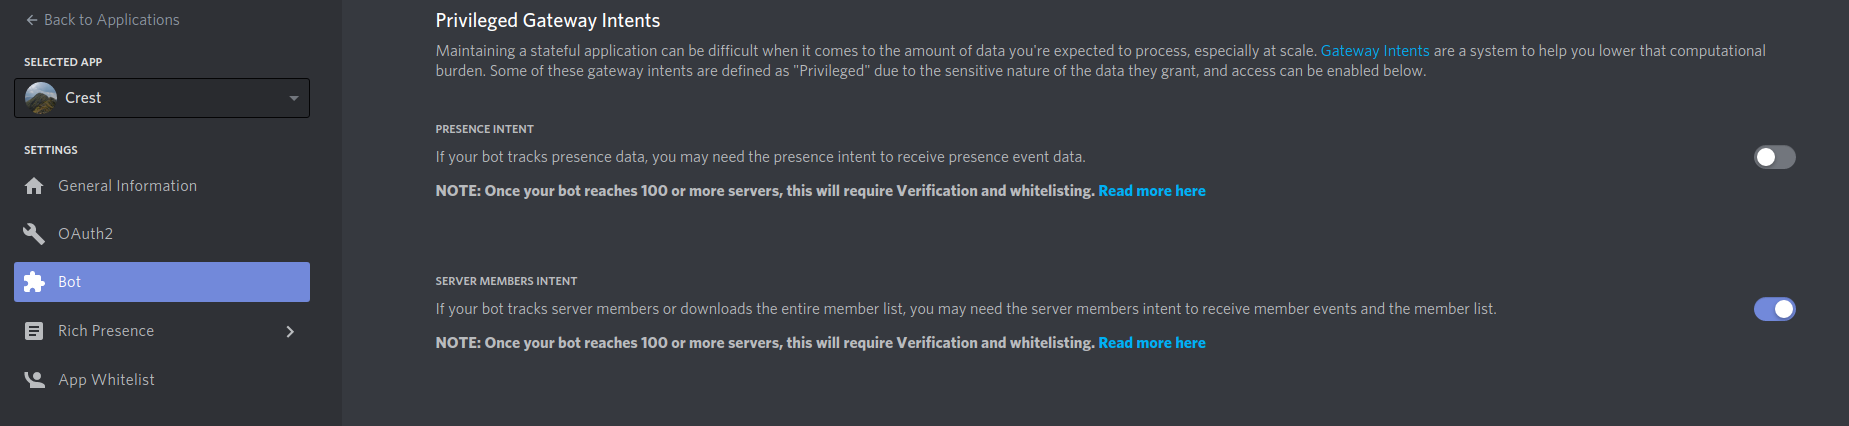 Back to Applications
SELECTED APP
Crest
SETTINGS
General Information
OAuth2
Bot
Rich Presence
App Whitelist
Privileged Gateway Intents
Maintaining a stateful application can be difficult when it comes to the amount of data you're expected to process, especially at scale. Gateway Intents are a system to help you lower that computational
burden. Some of these gateway intents are defined as "Privileged" due to the sensitive nature of the data they grant, and access can be enabled below.
PRESENCE INTENT
If your bot tracks presence data, you may need the presence intent to receive presence event data.
NOTE: Once your bot reaches 100 or more servers, this will require Verification and whitelisting. Read more here
SERVER MEMBERS INTENT
If your bot tracks server members or downloads the entire member list, you may need the server members intent to receive member events and the member list.
NOTE: Once your bot reaches 100 or more servers, this will require Verification and whitelisting. Read more here